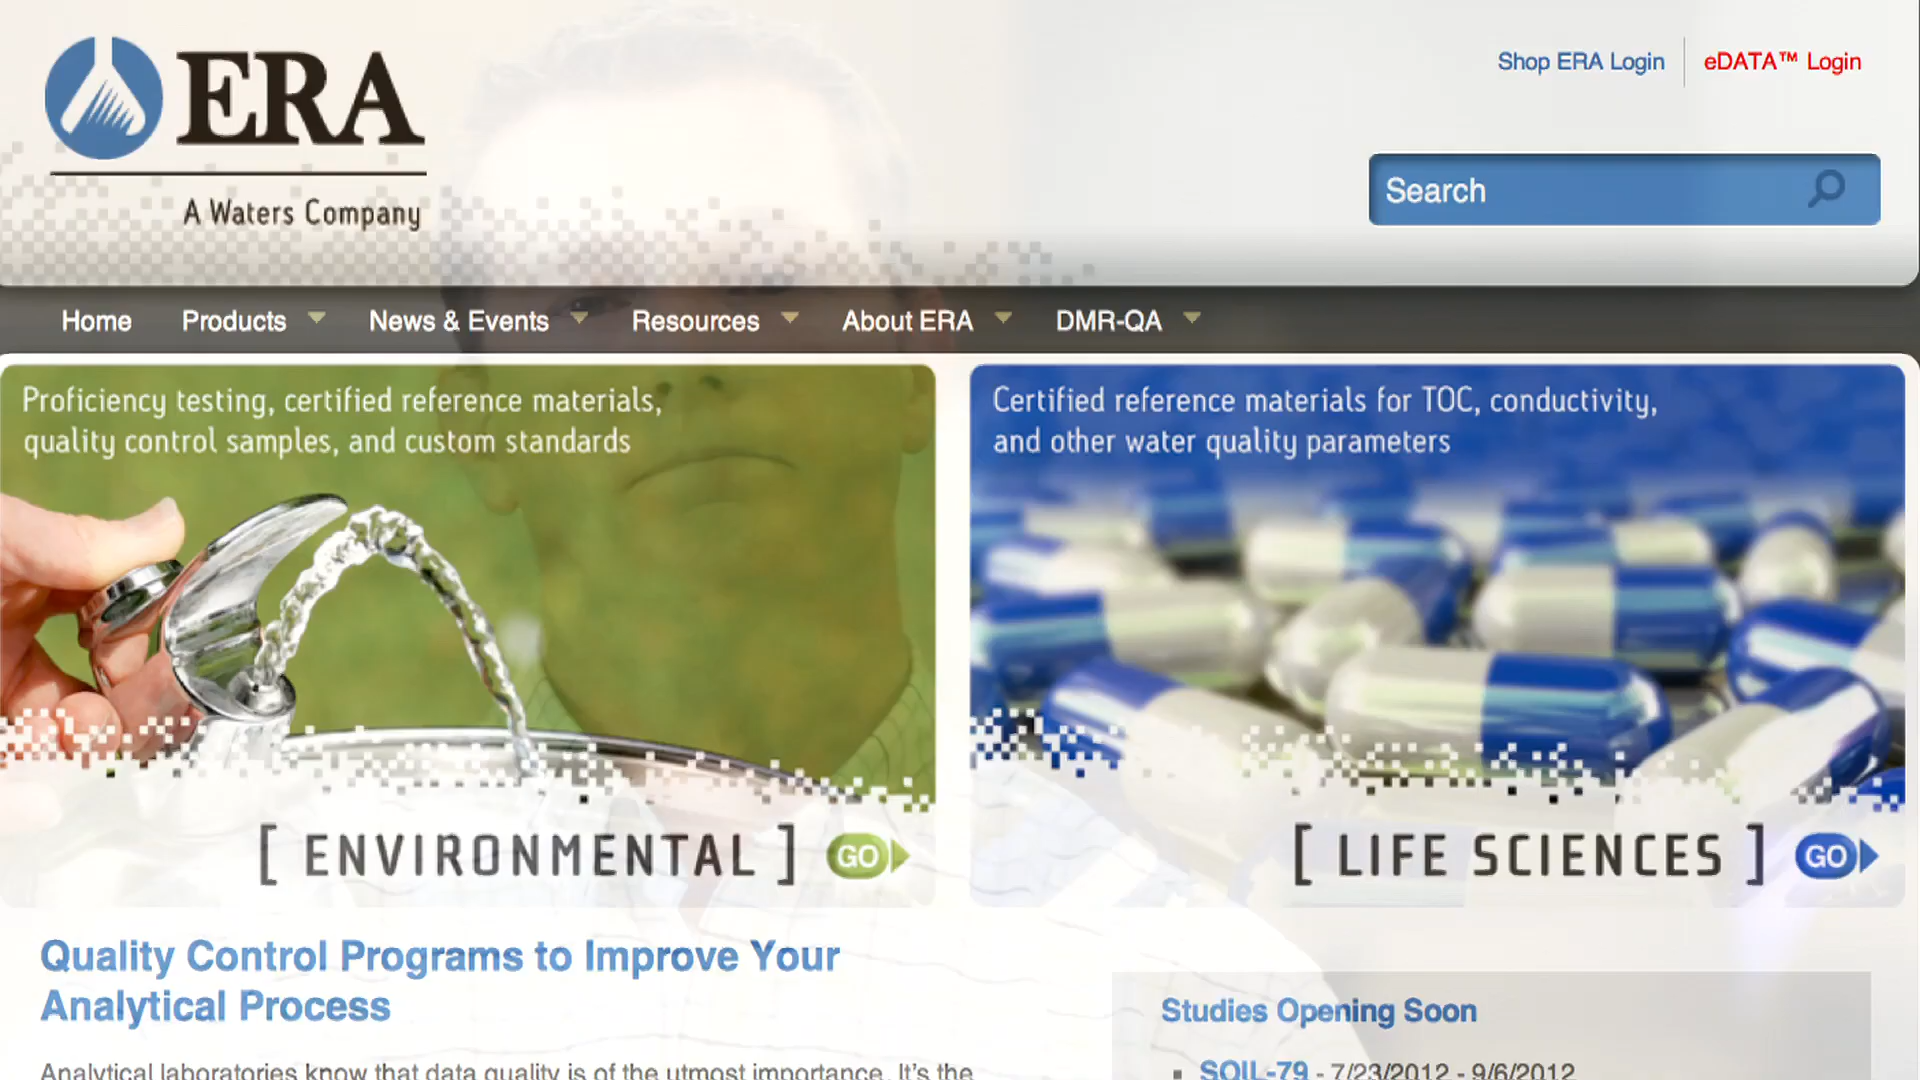 ERA
A Waters Company
Shop ERA Login
eDATA™ Login
Search
Home Products News & Events Resources About ERA DMR-QA
Proficiency testing, certified reference materials,
quality control samples, and custom standards
[ ENVIRONMENTAL ] GO
Certified reference materials for TOC, conductivity,
and other water quality parameters
[ LIFE SCIENCES ] GO
Quality Control Programs to Improve Your
Analytical Process
Analytical laboratories know that data quality is of the utmost importance. It's the
Studies Opening Soon
SOIL-79 - 7/23/2012 - 9/6/2012